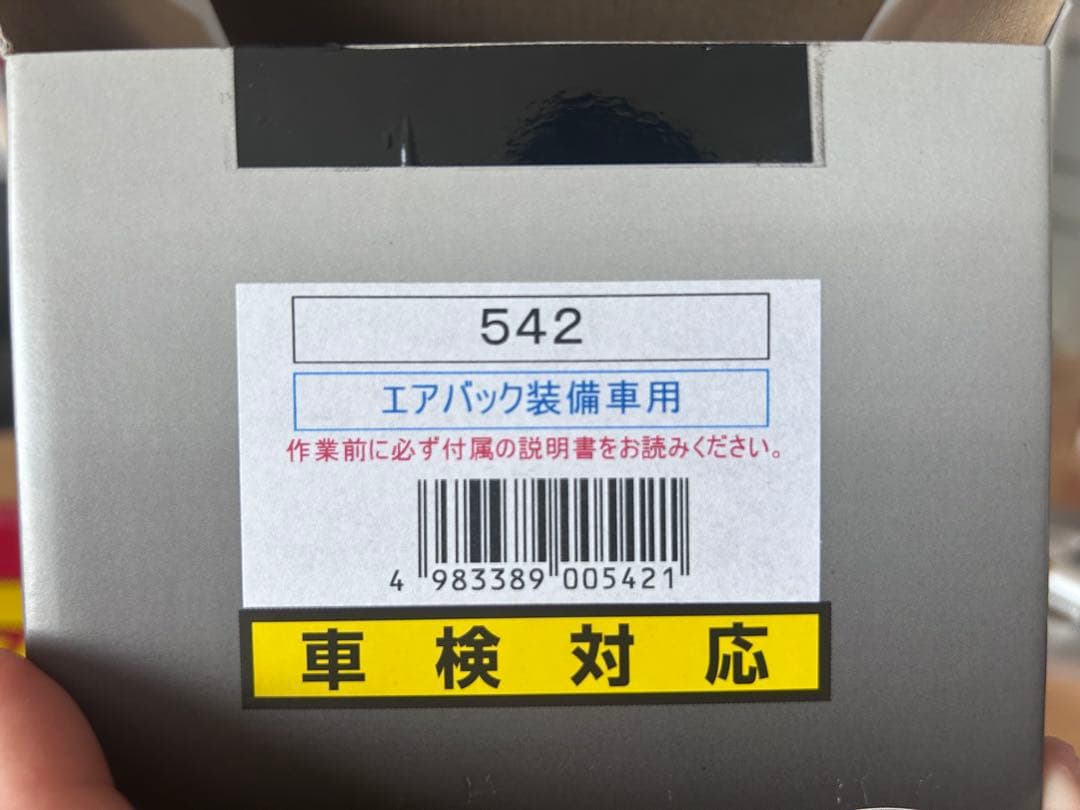 542
エアバック装備車用
作業前に必ず付属の説明書をお読みください。
4 983389 005421
車検対応